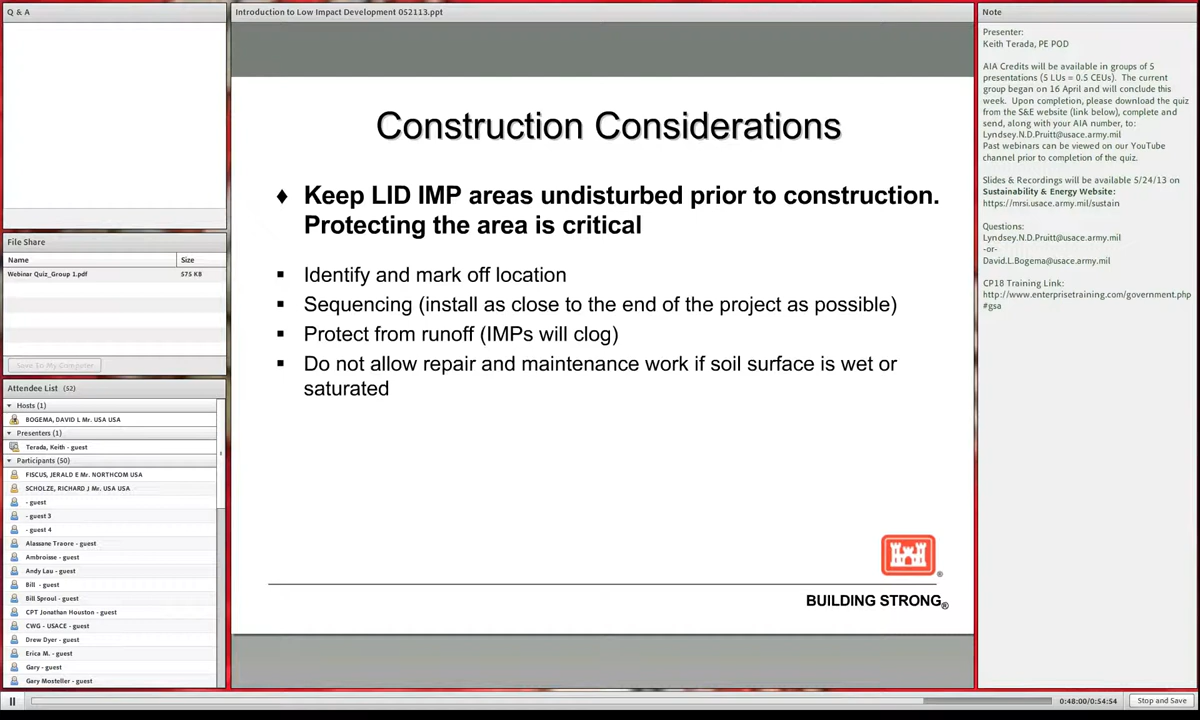 Q & A
Introduction to Low Impact Development 052113.ppt
Note
Construction Considerations
♦ Keep LID IMP areas undisturbed prior to construction.
Protecting the area is critical
▪ Identify and mark off location
▪ Sequencing (install as close to the end of the project as possible)
▪ Protect from runoff (IMPs will clog)
▪ Do not allow repair and maintenance work if soil surface is wet or
saturated
®
BUILDING STRONG®
File Share
Name Size
Webinar Quiz_Group 1.pdf 575 KB
Save To My Computer
Attendee List (52)
Hosts (1)
BOGEMA, DAVID L Mr. USA USA
Presenters (1)
Terada, Keith - guest
Participants (50)
FISCUS, JERALD E Mr. NORTHCOM USA
SCHOLZE, RICHARD J Mr. USA USA
- guest
- guest 3
- guest 4
Alassane Traore - guest
Ambroisse - guest
Andy Lau - guest
Bill - guest
Bill Sproul - guest
CPT Jonathan Houston - guest
CWG - USACE - guest
Drew Dyer - guest
Erica M. - guest
Gary - guest
Gary Mosteller - guest
Presenter:
Keith Terada, PE POD
AIA Credits will be available in groups of 5
presentations (5 LUs = 0.5 CEUs). The current
group began on 16 April and will conclude this
week. Upon completion, please download the quiz
from the S&E website (link below), complete and
send, along with your AIA number, to:
Lyndsey.N.D.Pruitt@usace.army.mil
Past webinars can be viewed on our YouTube
channel prior to completion of the quiz.
Slides & Recordings will be available 5/24/13 on
Sustainability & Energy Website:
https://mrsi.usace.army.mil/sustain
Questions:
Lyndsey.N.D.Pruitt@usace.army.mil
-or-
David.L.Bogema@usace.army.mil
CP18 Training Link:
http://www.enterprisetraining.com/government.php
#gsa
0:48:00/0:54:54
Stop and Save